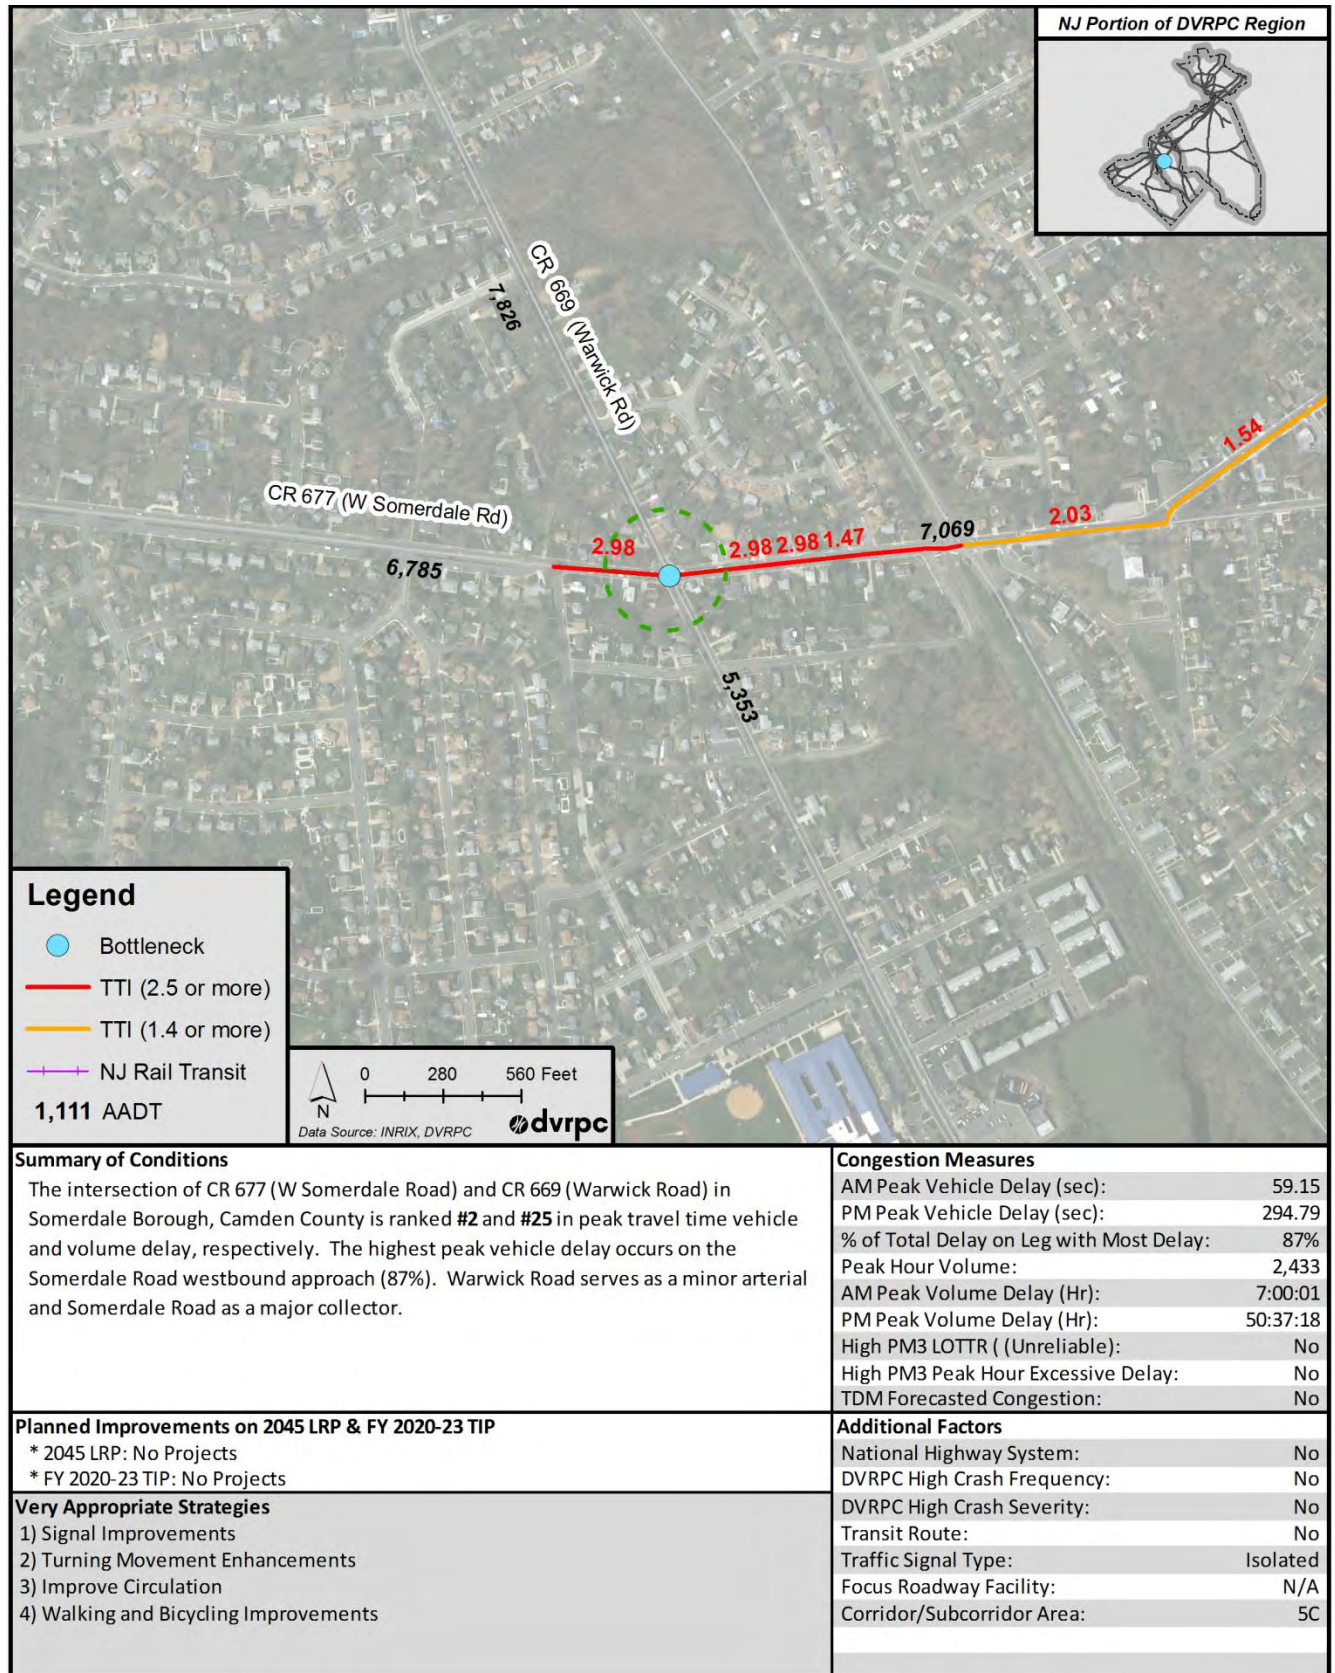 NJ Portion of DVRPC Region
CR 669 (Warwick Rd)
7,826
1.54
CR 677 (W Somerdale Rd)
2.98
2.98 2.98 1.47
7,069
2.03
6,785
5,353
Legend
Bottleneck
TTI (2.5 or more)
TTI (1.4 or more)
NJ Rail Transit
1,111 AADT
N
0 280 560 Feet
Data Source: INRIX, DVRPC
dvrpc
Summary of Conditions
The intersection of CR 677 (W Somerdale Road) and CR 669 (Warwick Road) in
Somerdale Borough, Camden County is ranked #2 and #25 in peak travel time vehicle
and volume delay, respectively. The highest peak vehicle delay occurs on the
Somerdale Road westbound approach (87%). Warwick Road serves as a minor arterial
and Somerdale Road as a major collector.
Congestion Measures
AM Peak Vehicle Delay (sec): 59.15
PM Peak Vehicle Delay (sec): 294.79
% of Total Delay on Leg with Most Delay: 87%
Peak Hour Volume: 2,433
AM Peak Volume Delay (Hr): 7:00:01
PM Peak Volume Delay (Hr): 50:37:18
High PM3 LOTTR ( (Unreliable): No
High PM3 Peak Hour Excessive Delay: No
TDM Forecasted Congestion: No
Planned Improvements on 2045 LRP & FY 2020-23 TIP
* 2045 LRP: No Projects
* FY 2020-23 TIP: No Projects
Very Appropriate Strategies
1) Signal Improvements
2) Turning Movement Enhancements
3) Improve Circulation
4) Walking and Bicycling Improvements
Additional Factors
National Highway System: No
DVRPC High Crash Frequency: No
DVRPC High Crash Severity: No
Transit Route: No
Traffic Signal Type: Isolated
Focus Roadway Facility: N/A
Corridor/Subcorridor Area: 5C